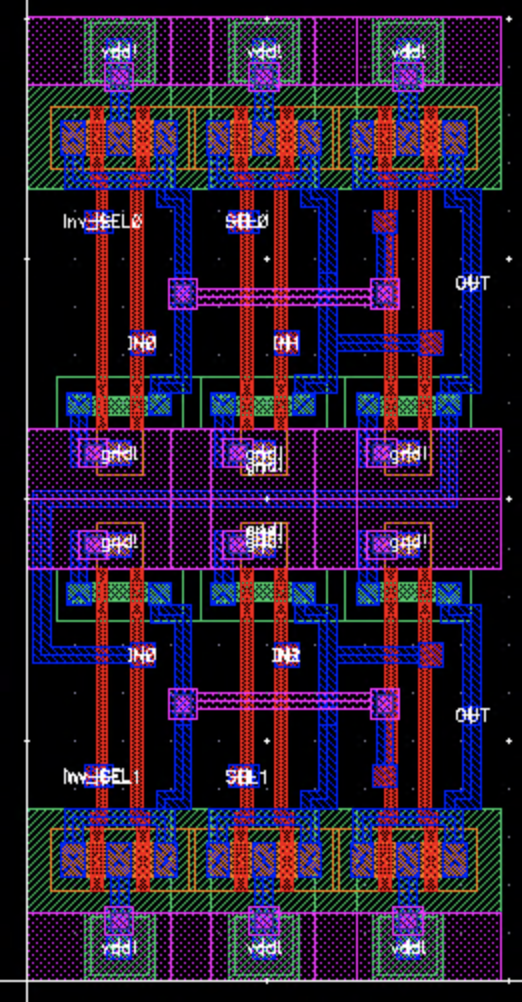 vdd! vdd! vdd!
Inv_SEL0 SEL0
OUT
IN0 IN1
gnd! gnd! gnd!
gnd! gnd! gnd!
IN0
OUT
Inv_SEL1 SEL1
vdd! vdd! vdd!